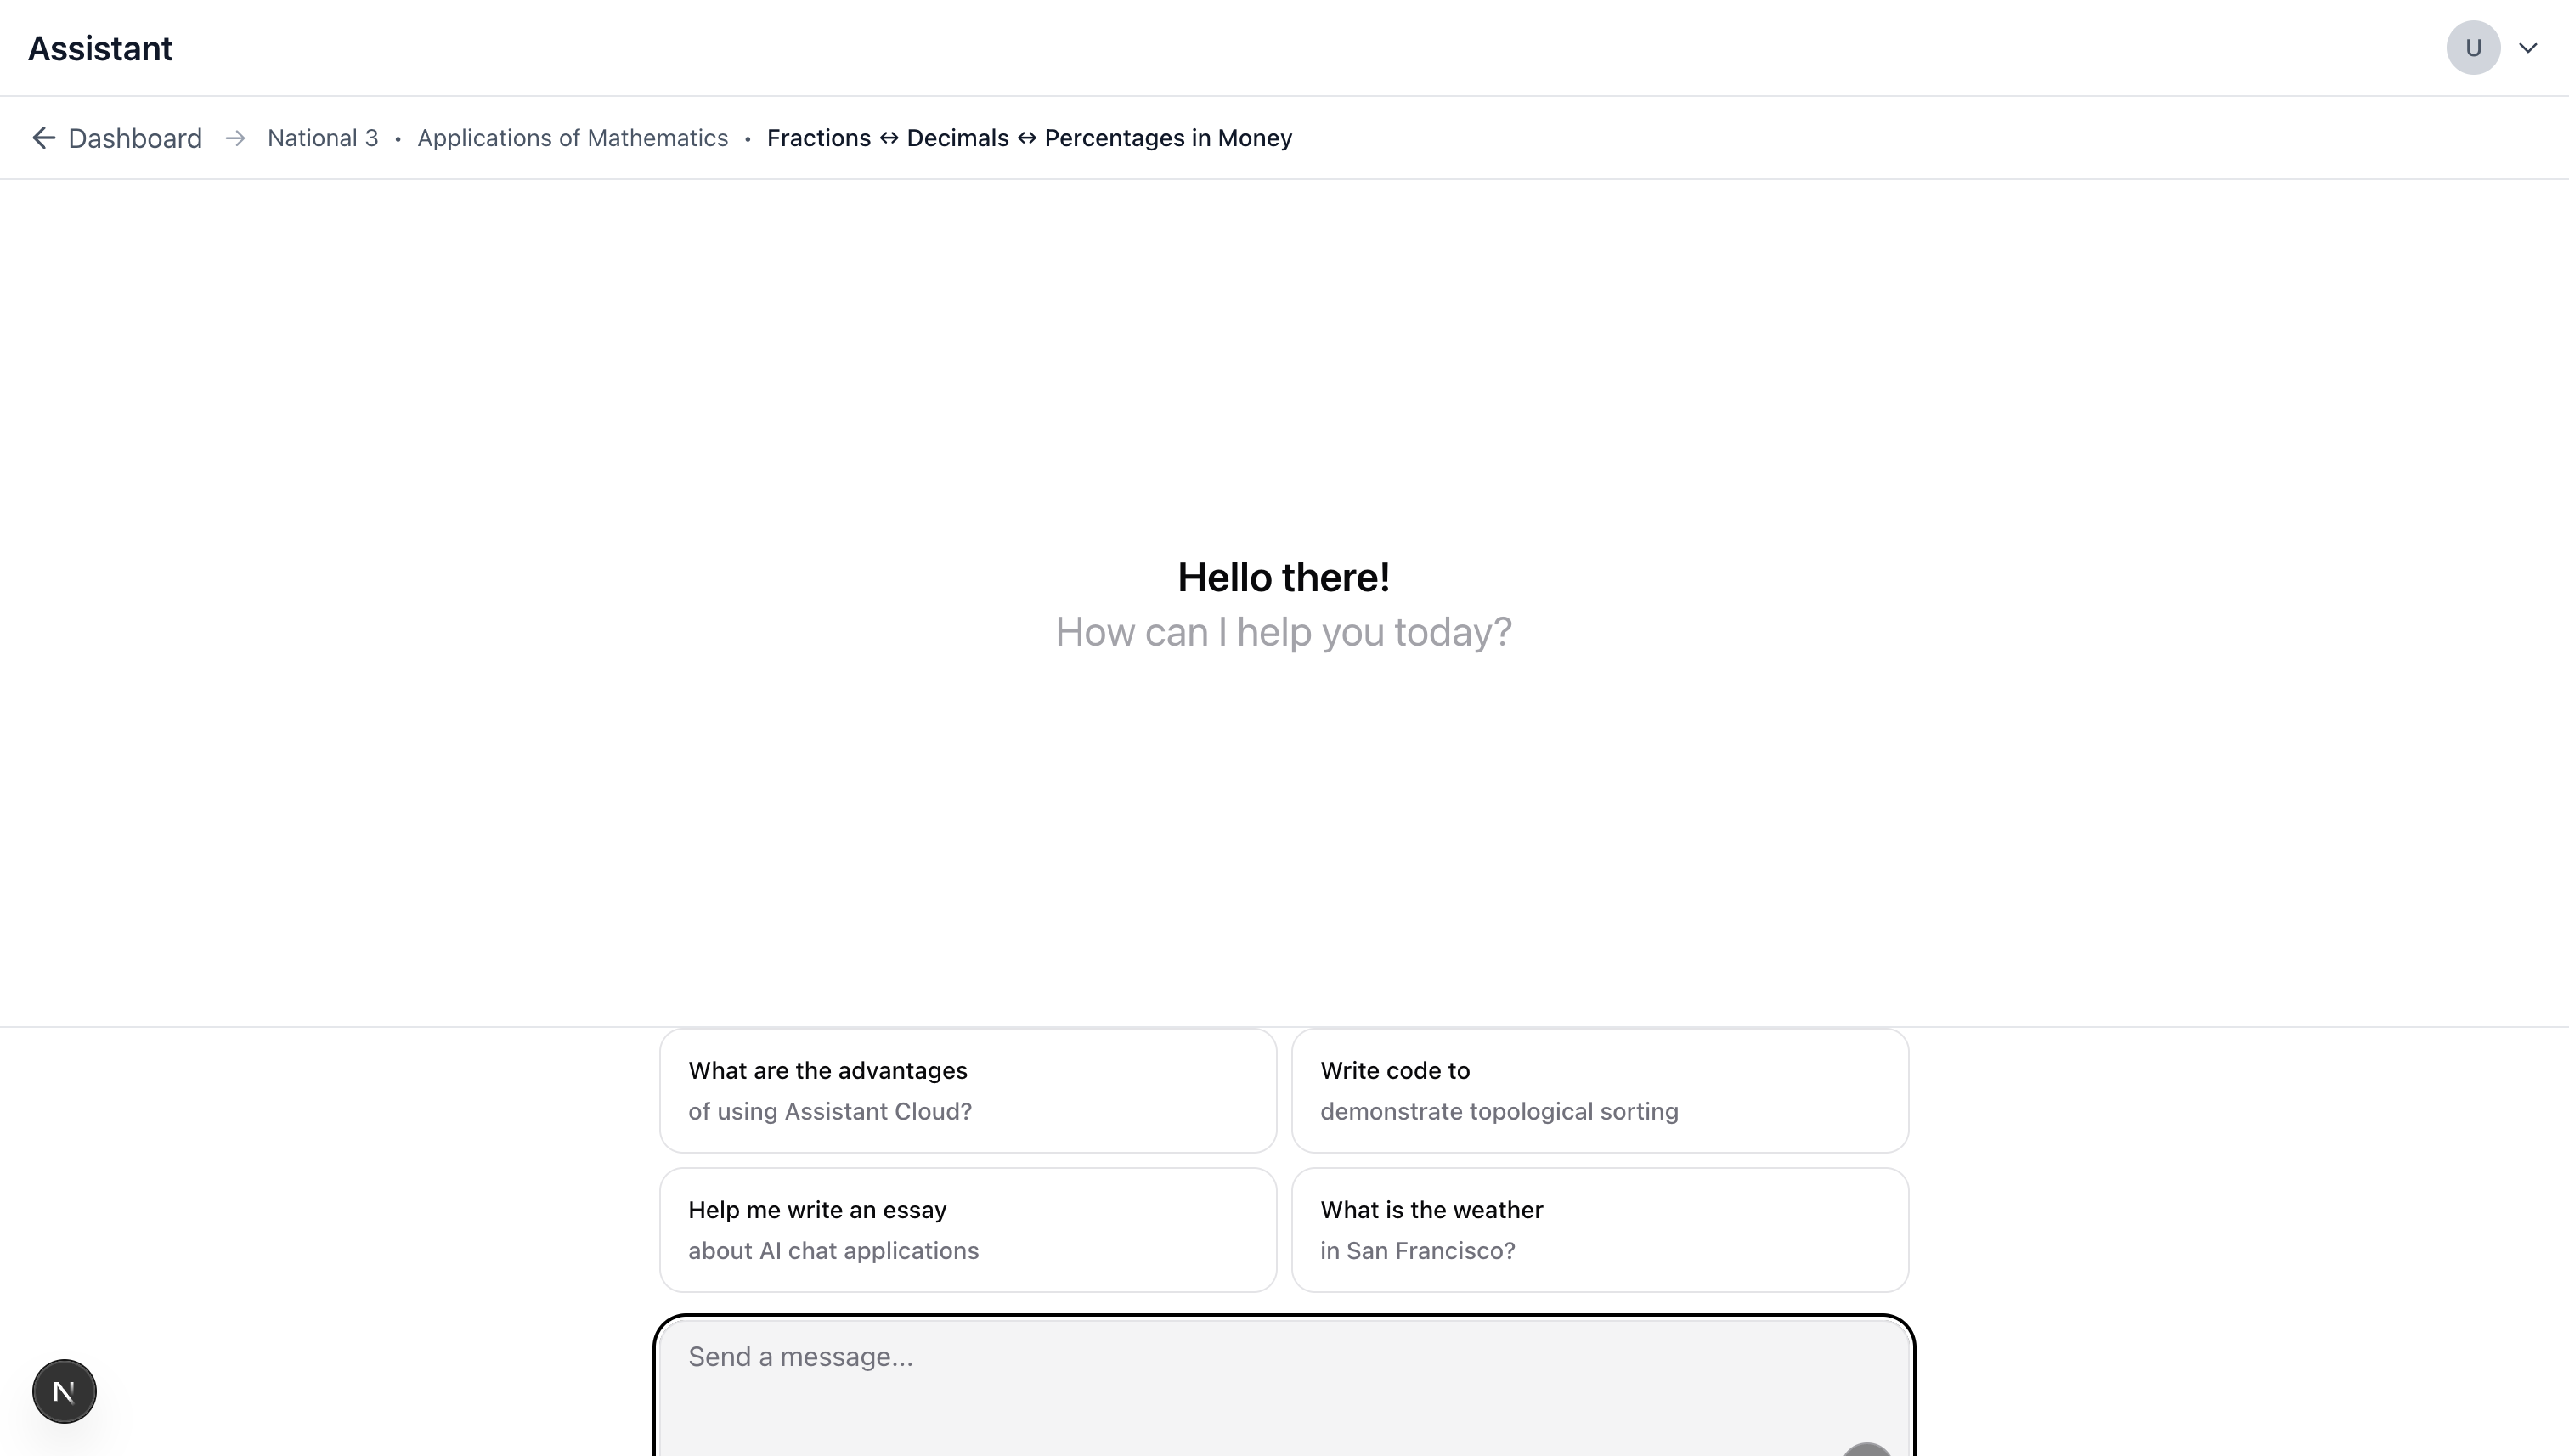 Assistant
U
Dashboard → National 3 • Applications of Mathematics • Fractions ↔ Decimals ↔ Percentages in Money
Hello there!
How can I help you today?
What are the advantages
of using Assistant Cloud?
Write code to
demonstrate topological sorting
Help me write an essay
about AI chat applications
What is the weather
in San Francisco?
Send a message...
N